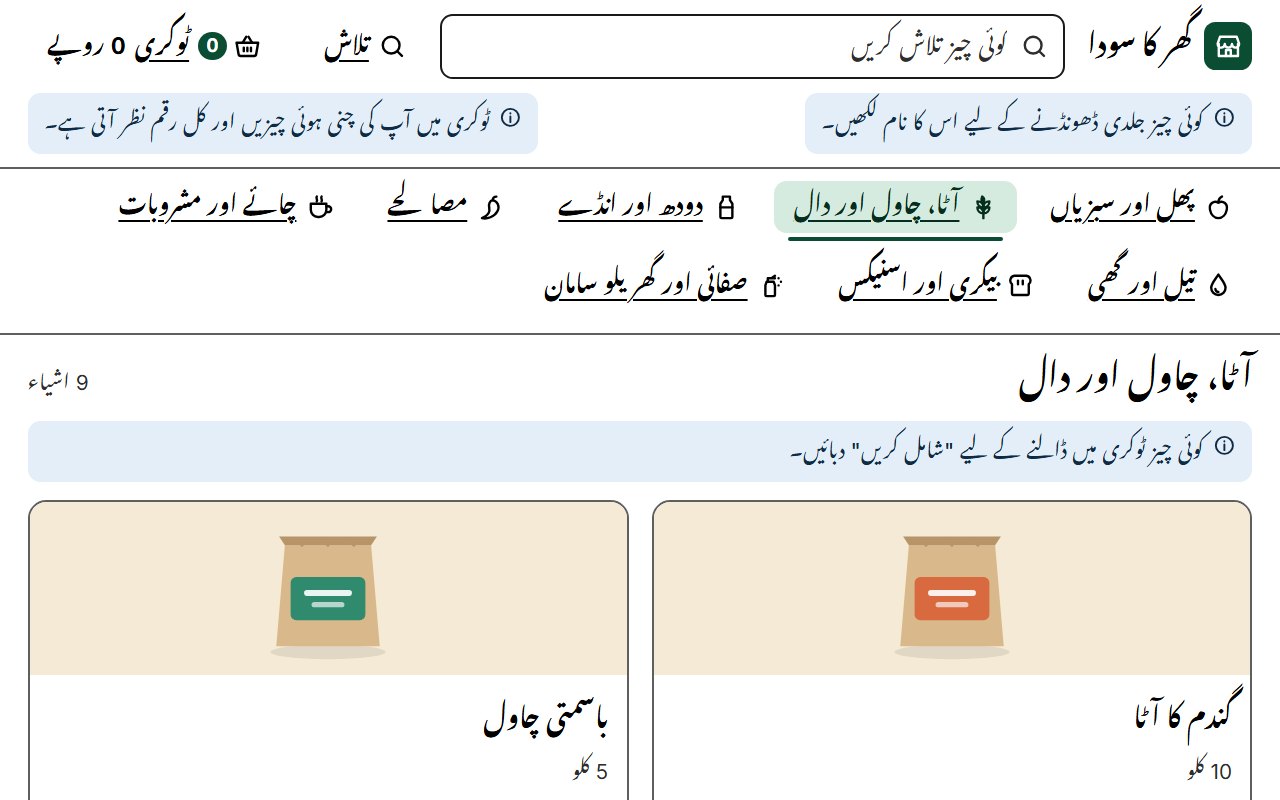 گھر کا سودا
کوئی چیز تلاش کریں
تلاش
ٹوکری 0 0 روپے
کوئی چیز جلدی ڈھونڈنے کے لیے اس کا نام لکھیں۔
ٹوکری میں آپ کی چنی ہوئی چیزیں اور کل رقم نظر آتی ہے۔
پھل اور سبزیاں
آٹا، چاول اور دال
دودھ اور انڈے
مصالحے
چائے اور مشروبات
تیل اور گھی
بیکری اور اسنیکس
صفائی اور گھریلو سامان
آٹا، چاول اور دال
9 اشیاء
کوئی چیز ٹوکری میں ڈالنے کے لیے "شامل کریں" دبائیں۔
گندم کا آٹا
10 کلو
باسمتی چاول
5 کلو